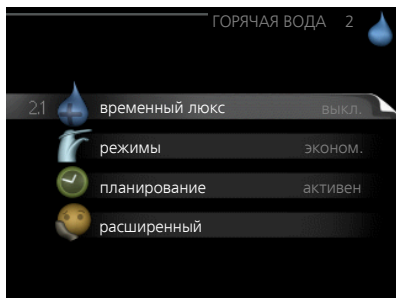 ГОРЯЧАЯ ВОДА 2
2.1 временный люкс выкл.
режимы эконом.
планирование активен
расширенный